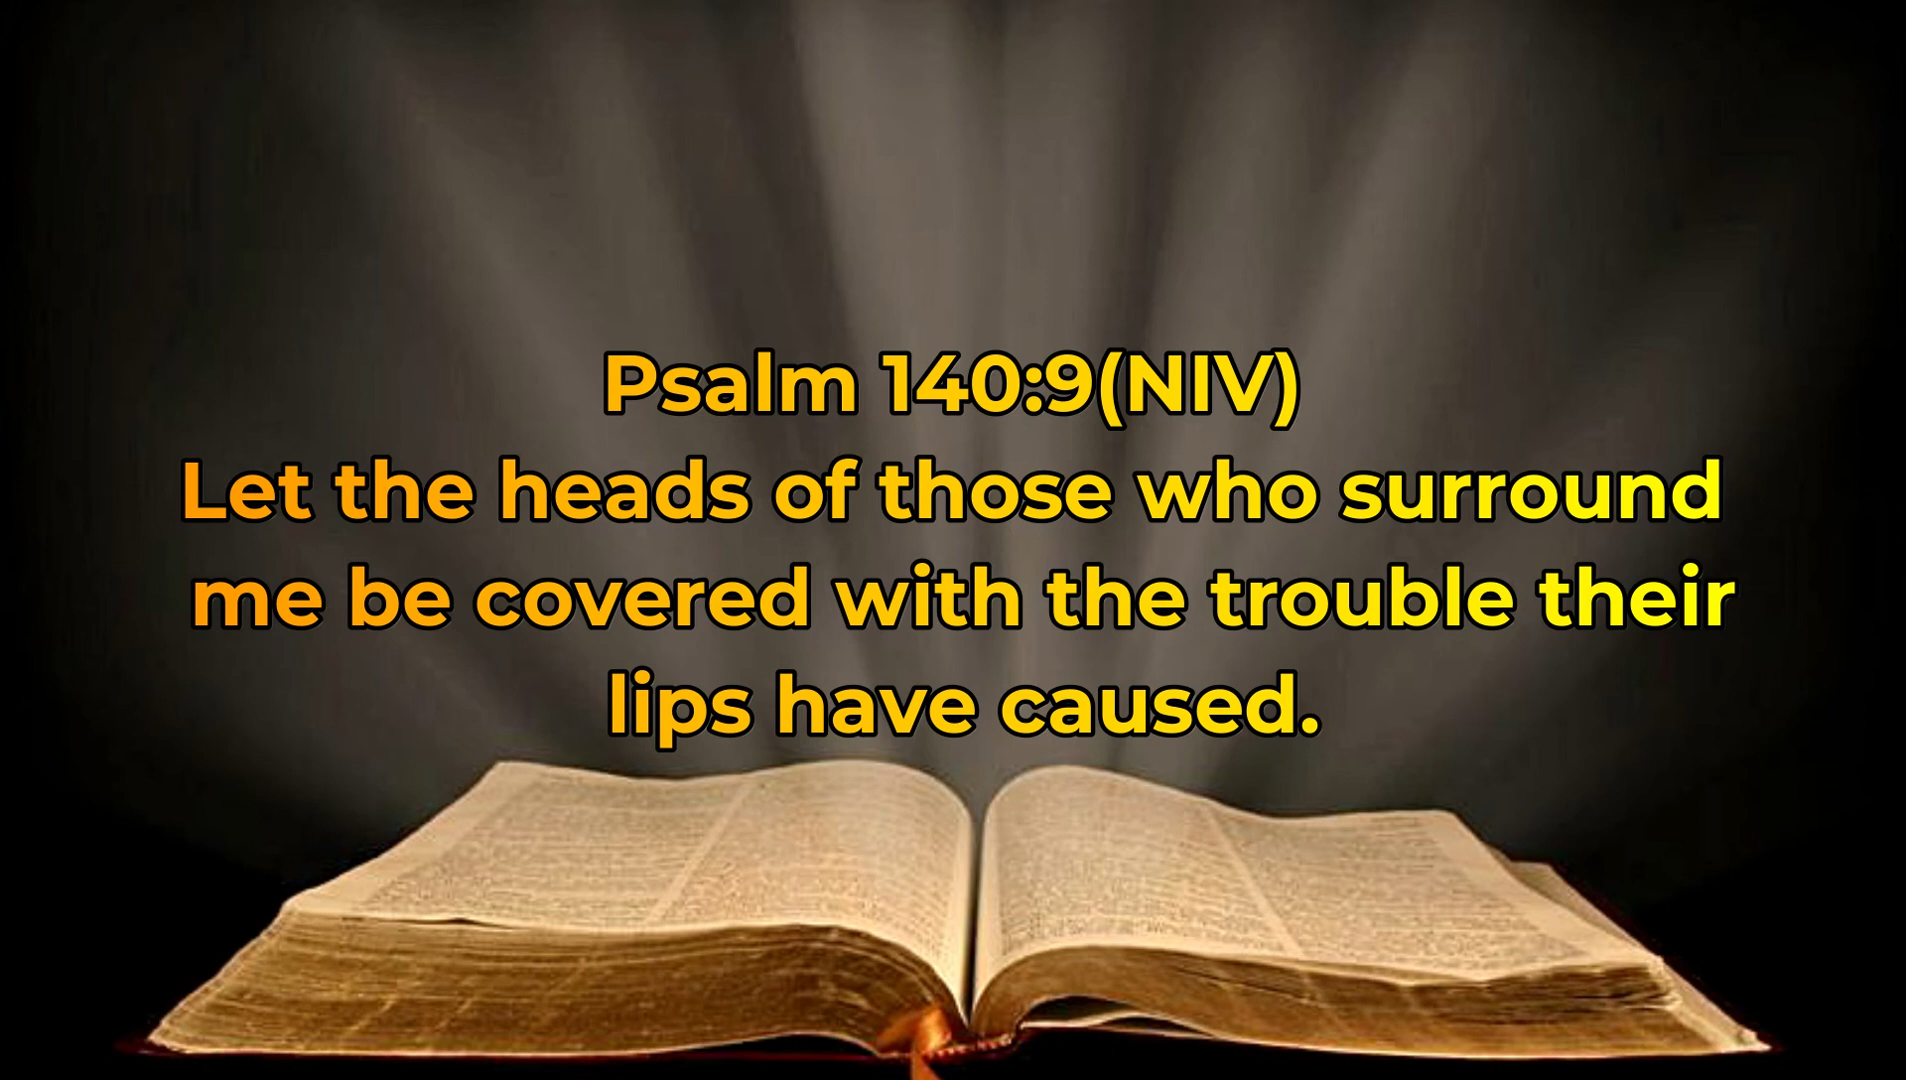 Psalm 140:9(NIV)
Let the heads of those who surround
me be covered with the trouble their
lips have caused.